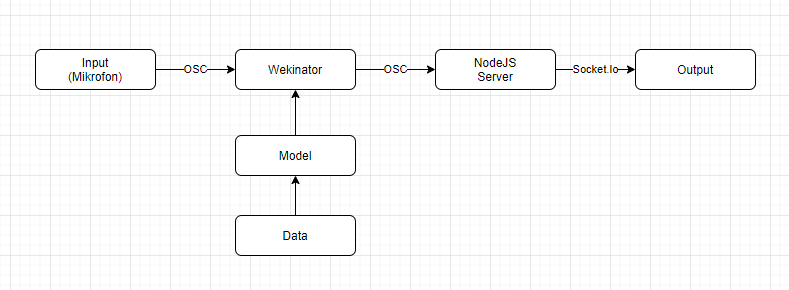 Input
(Mikrofon)
OSC
Wekinator
OSC
NodeJS
Server
Socket.Io
Output
Model
Data